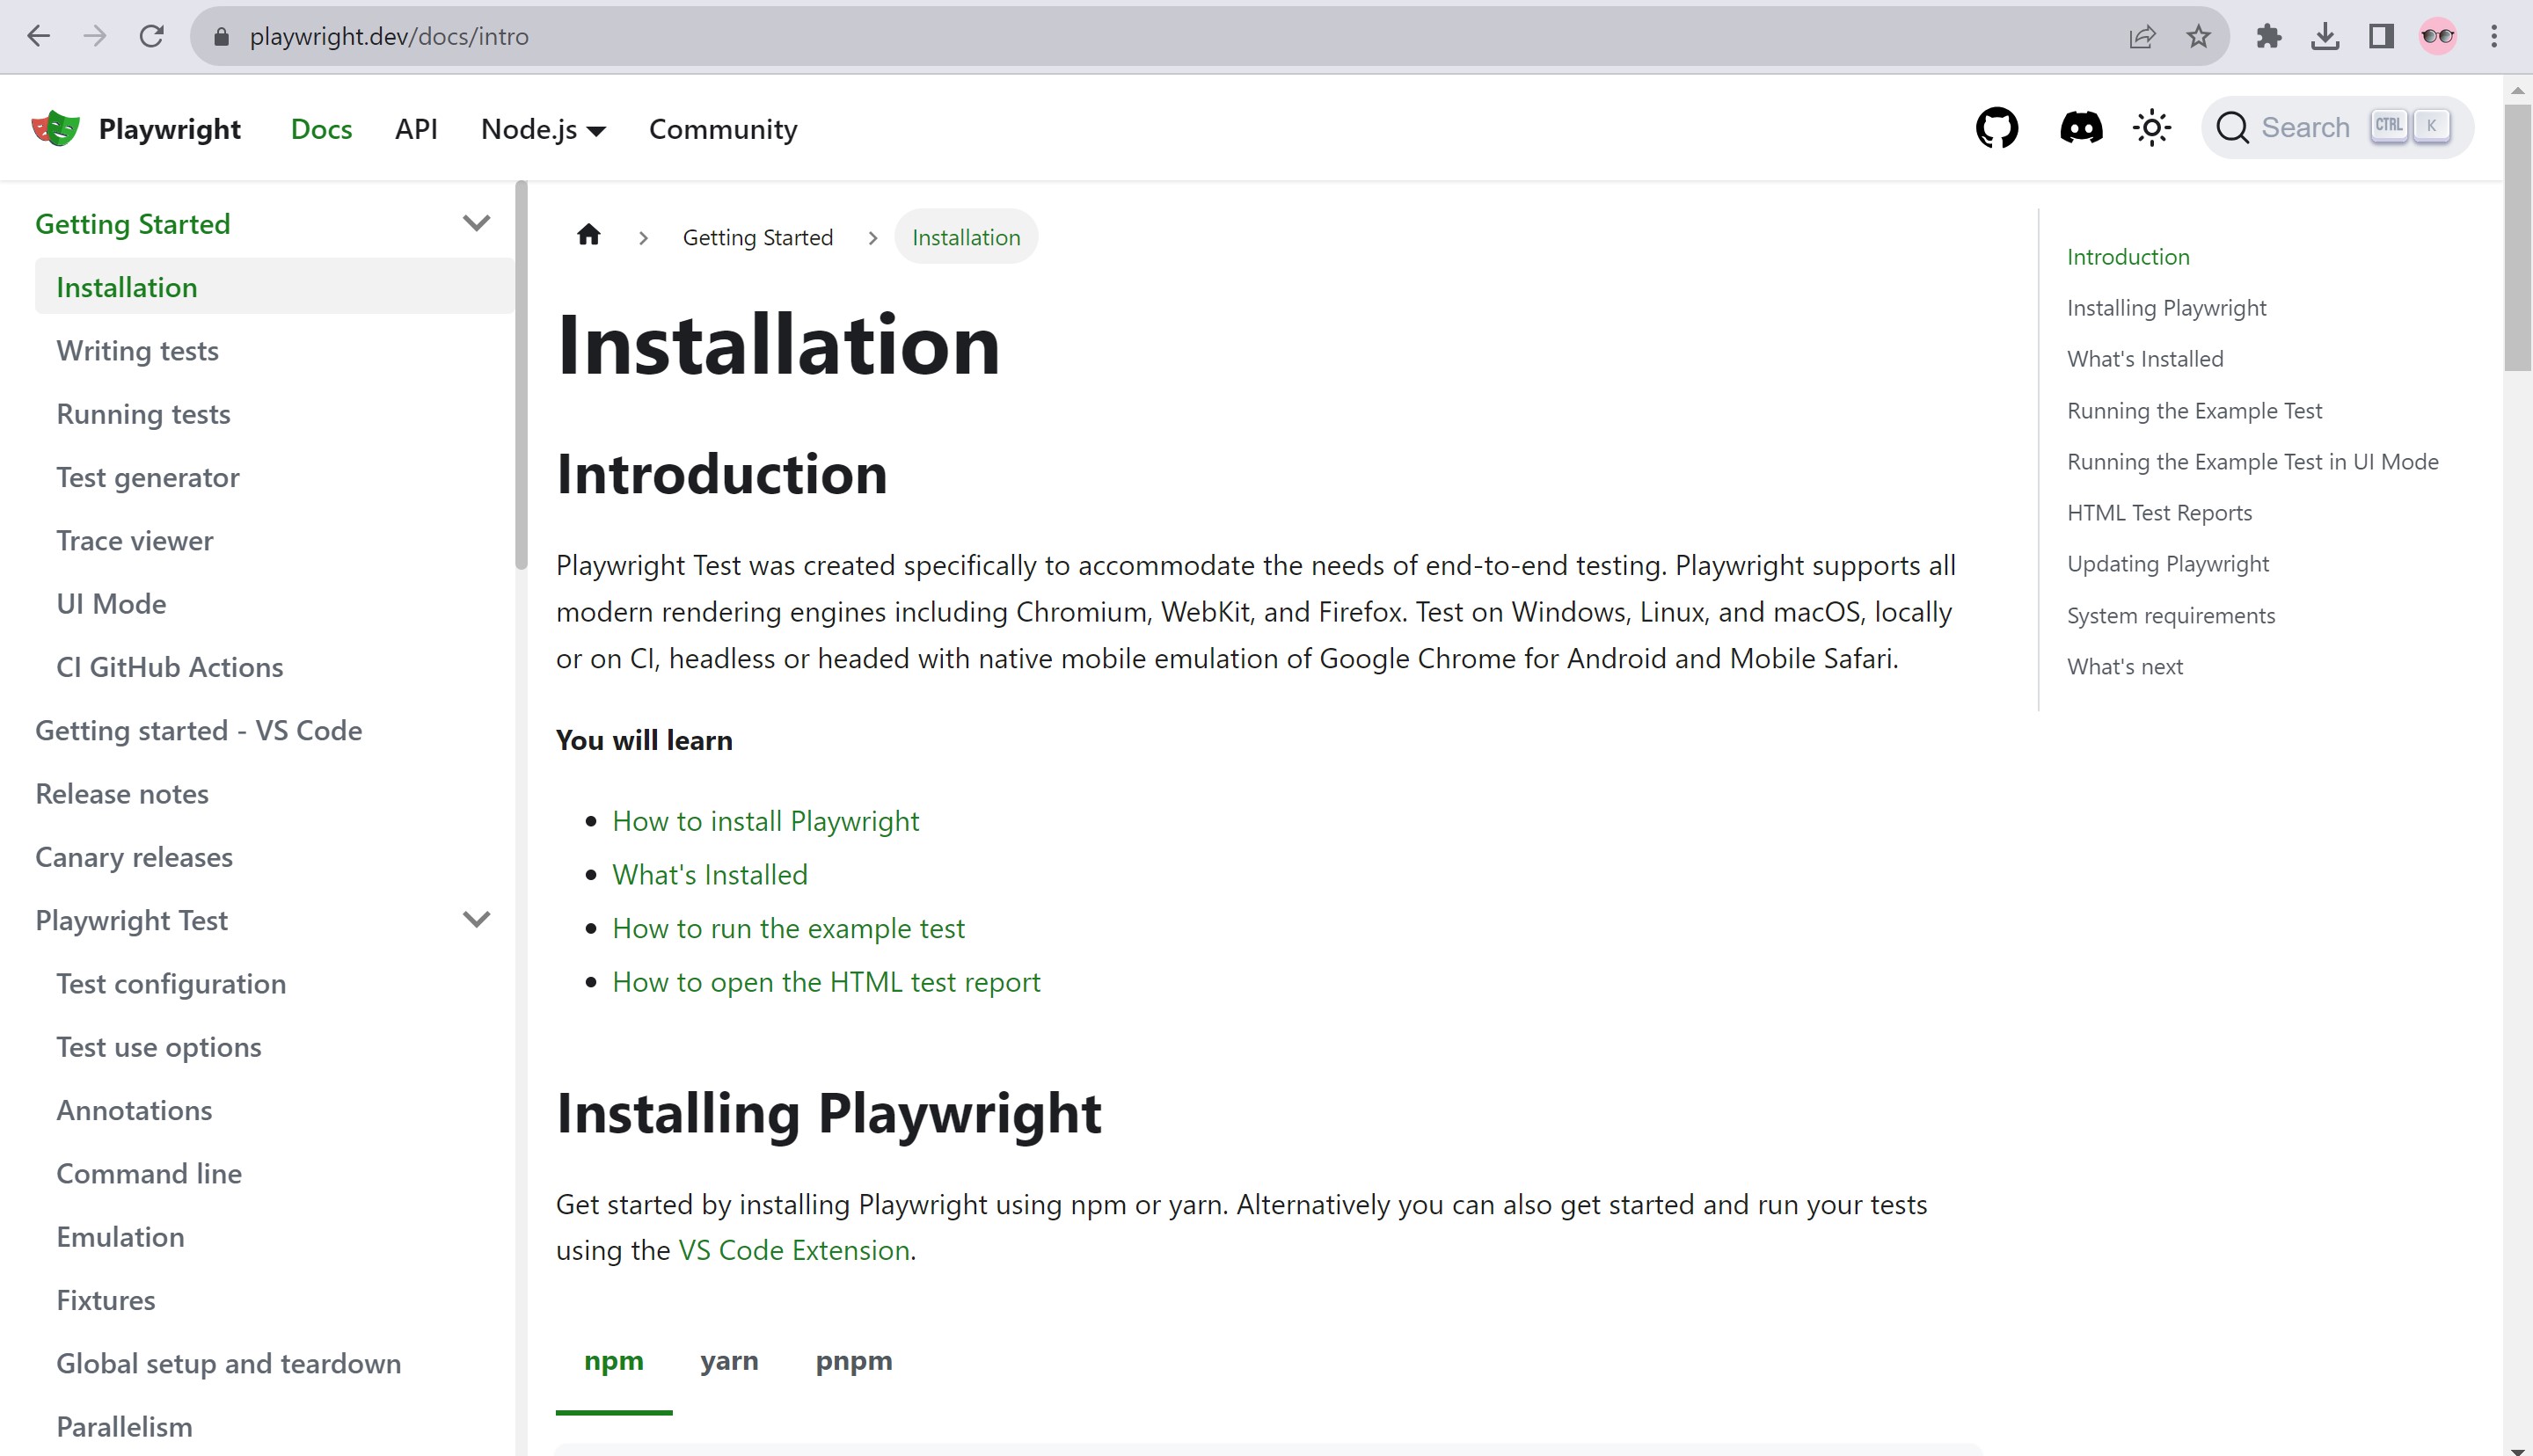 playwright.dev/docs/intro
Playwright
Docs
API
Node.js
Community
Search
CTRL
K
Getting Started
Installation
Writing tests
Running tests
Test generator
Trace viewer
UI Mode
CI GitHub Actions
Getting started - VS Code
Release notes
Canary releases
Playwright Test
Test configuration
Test use options
Annotations
Command line
Emulation
Fixtures
Global setup and teardown
Parallelism
Getting Started
Installation
Installation
Introduction
Playwright Test was created specifically to accommodate the needs of end-to-end testing. Playwright supports all
modern rendering engines including Chromium, WebKit, and Firefox. Test on Windows, Linux, and macOS, locally
or on CI, headless or headed with native mobile emulation of Google Chrome for Android and Mobile Safari.
You will learn
How to install Playwright
What's Installed
How to run the example test
How to open the HTML test report
Installing Playwright
Get started by installing Playwright using npm or yarn. Alternatively you can also get started and run your tests
using the VS Code Extension.
npm
yarn
pnpm
Introduction
Installing Playwright
What's Installed
Running the Example Test
Running the Example Test in UI Mode
HTML Test Reports
Updating Playwright
System requirements
What's next